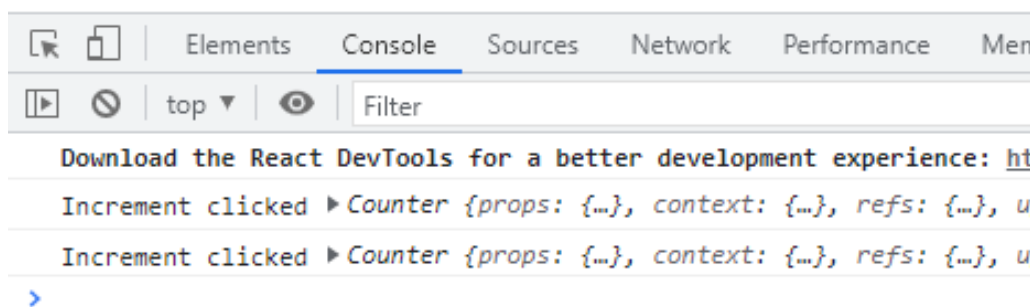 Elements Console Sources Network Performance
top ▼ Filter
Download the React DevTools for a better development experience:
Increment clicked ▶ Counter {props: {…}, context: {…}, refs: {…}, u
Increment clicked ▶ Counter {props: {…}, context: {…}, refs: {…}, u
>